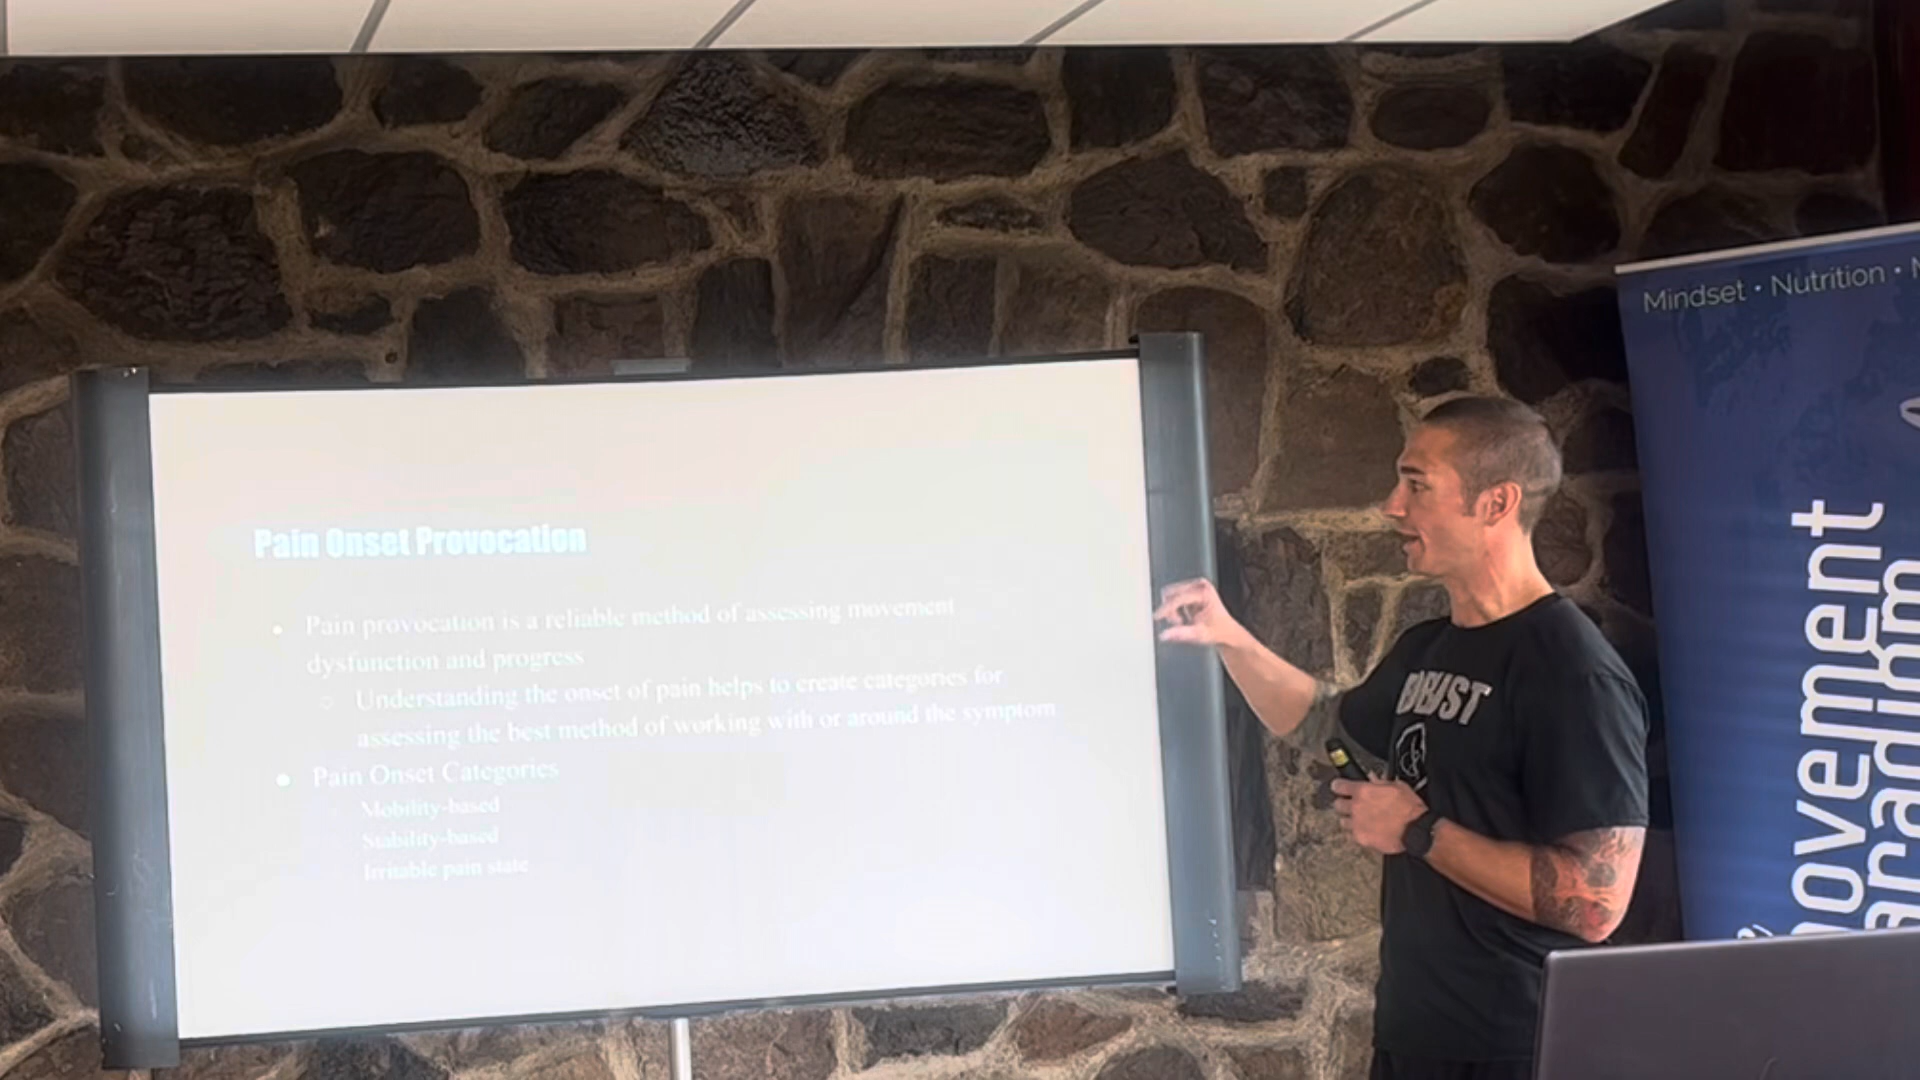 Mindset • Nutrition •
Pain Onset Provocation
Pain provocation is a reliable method of assessing movement
dysfunction and progress
Understanding the onset of pain helps to create categories for
assessing the best method of working with or around the symptom
Pain Onset Categories
Mobility-based
Stability-based
Irritable pain state
movement